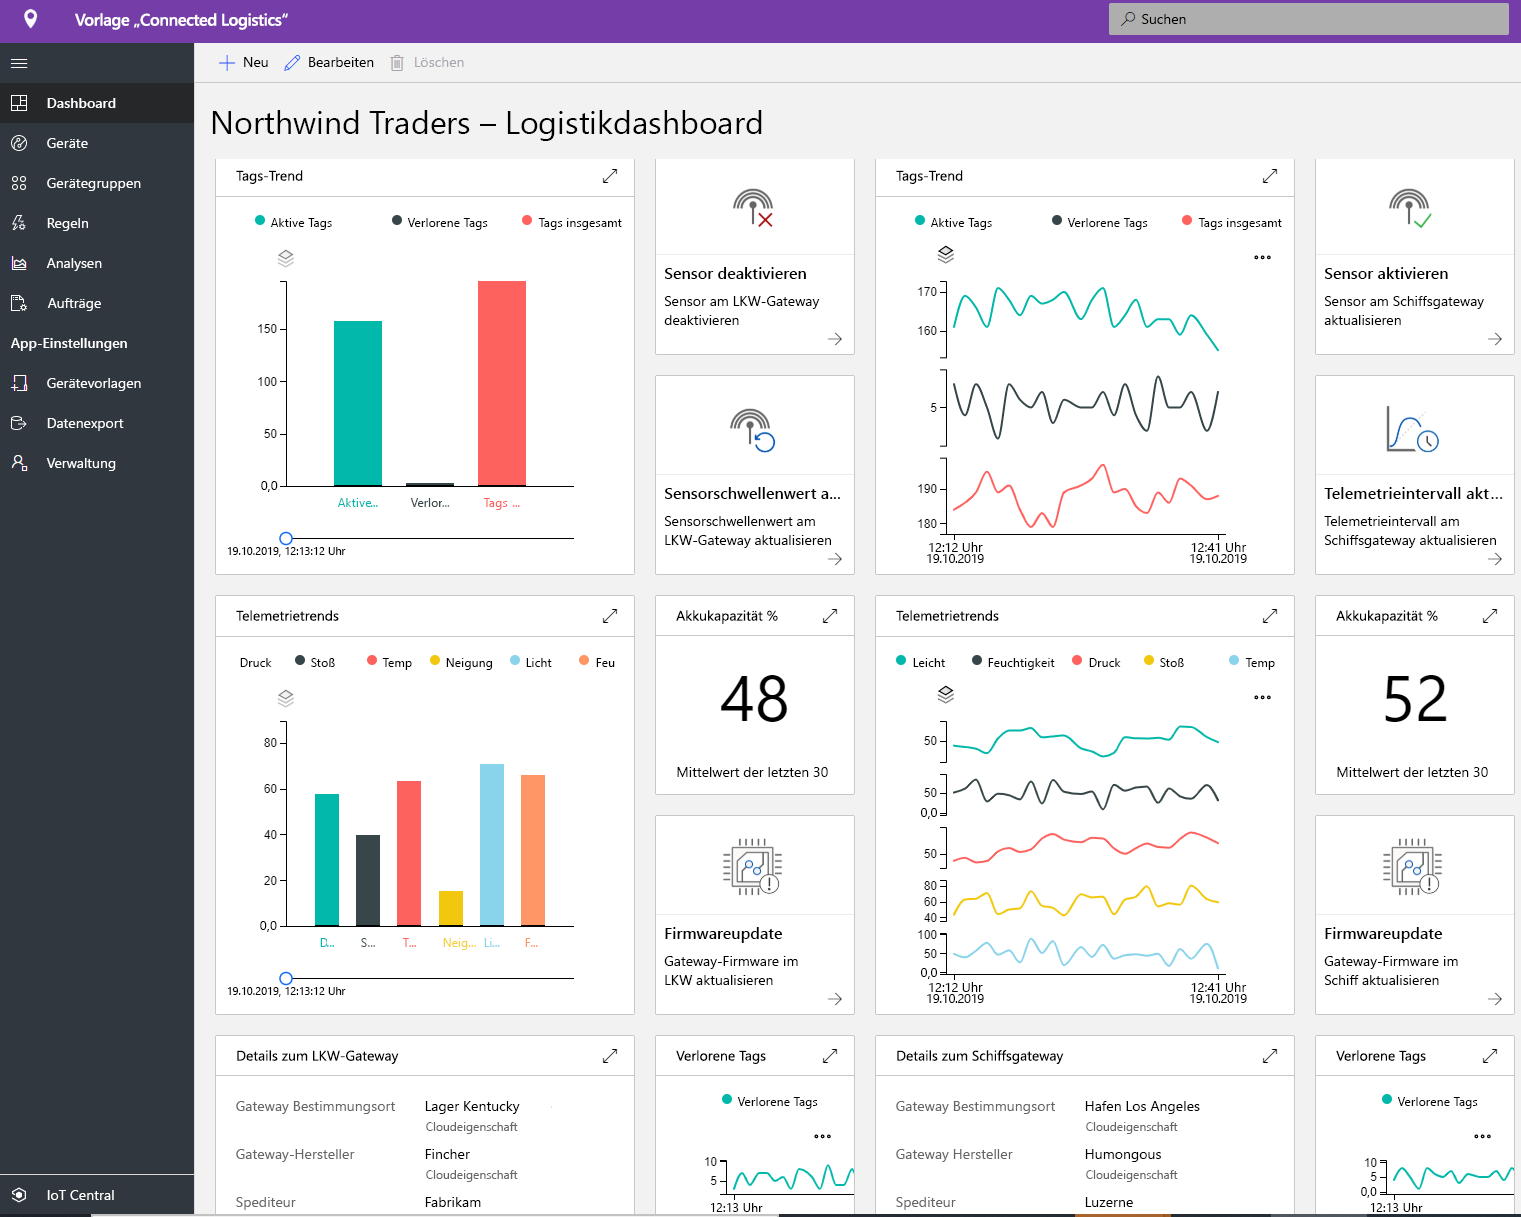 Vorlage „Connected Logistics“
Suchen
Neu
Bearbeiten
Löschen
Dashboard
Geräte
Gerätegruppen
Regeln
Analysen
Aufträge
App-Einstellungen
Gerätevorlagen
Datenexport
Verwaltung
IoT Central
Northwind Traders – Logistikdashboard
Tags-Trend
Aktive Tags
Verlorene Tags
Tags insgesamt
150
100
50
0,0
Aktive...
Verlor...
Tags ...
19.10.2019, 12:13:12 Uhr
Sensor deaktivieren
Sensor am LKW-Gateway
deaktivieren
Sensorschwellenwert a...
Sensorschwellenwert am
LKW-Gateway aktualisieren
Tags-Trend
Aktive Tags
Verlorene Tags
Tags insgesamt
170
160
5
190
180
12:12 Uhr
19.10.2019
12:41 Uhr
19.10.2019
Sensor aktivieren
Sensor am Schiffsgateway
aktualisieren
Telemetrieintervall akt...
Telemetrieintervall am
Schiffsgateway aktualisieren
Telemetrietrends
Druck
Stoß
Temp
Neigung
Licht
Feu
80
60
40
20
0,0
D...
S...
T...
Neig...
Li...
F...
19.10.2019, 12:13:12 Uhr
Akkukapazität %
48
Mittelwert der letzten 30
Firmwareupdate
Gateway-Firmware im
LKW aktualisieren
Telemetrietrends
Leicht
Feuchtigkeit
Druck
Stoß
Temp
50
50
0,0
50
80
60
40
100
50
0,0
12:12 Uhr
19.10.2019
12:41 Uhr
19.10.2019
Akkukapazität %
52
Mittelwert der letzten 30
Firmwareupdate
Gateway-Firmware im
Schiff aktualisieren
Details zum LKW-Gateway
Gateway Bestimmungsort
Lager Kentucky
Cloudeigenschaft
Gateway-Hersteller
Fincher
Cloudeigenschaft
Spediteur
Fabrikam
Verlorene Tags
Verlorene Tags
10
5
12:13 Uhr
Details zum Schiffsgateway
Gateway Bestimmungsort
Hafen Los Angeles
Cloudeigenschaft
Gateway Hersteller
Humongous
Cloudeigenschaft
Spediteur
Luzerne
Verlorene Tags
Verlorene Tags
10
5
0,0
12:13 Uhr